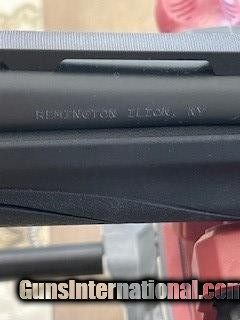 REMINGTON ILION, NY
GunsInternational.com